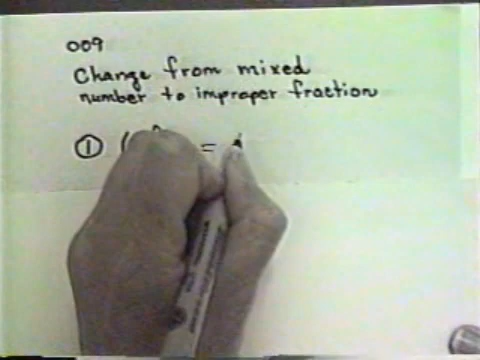 009
Change from mixed
number to improper fraction
① =